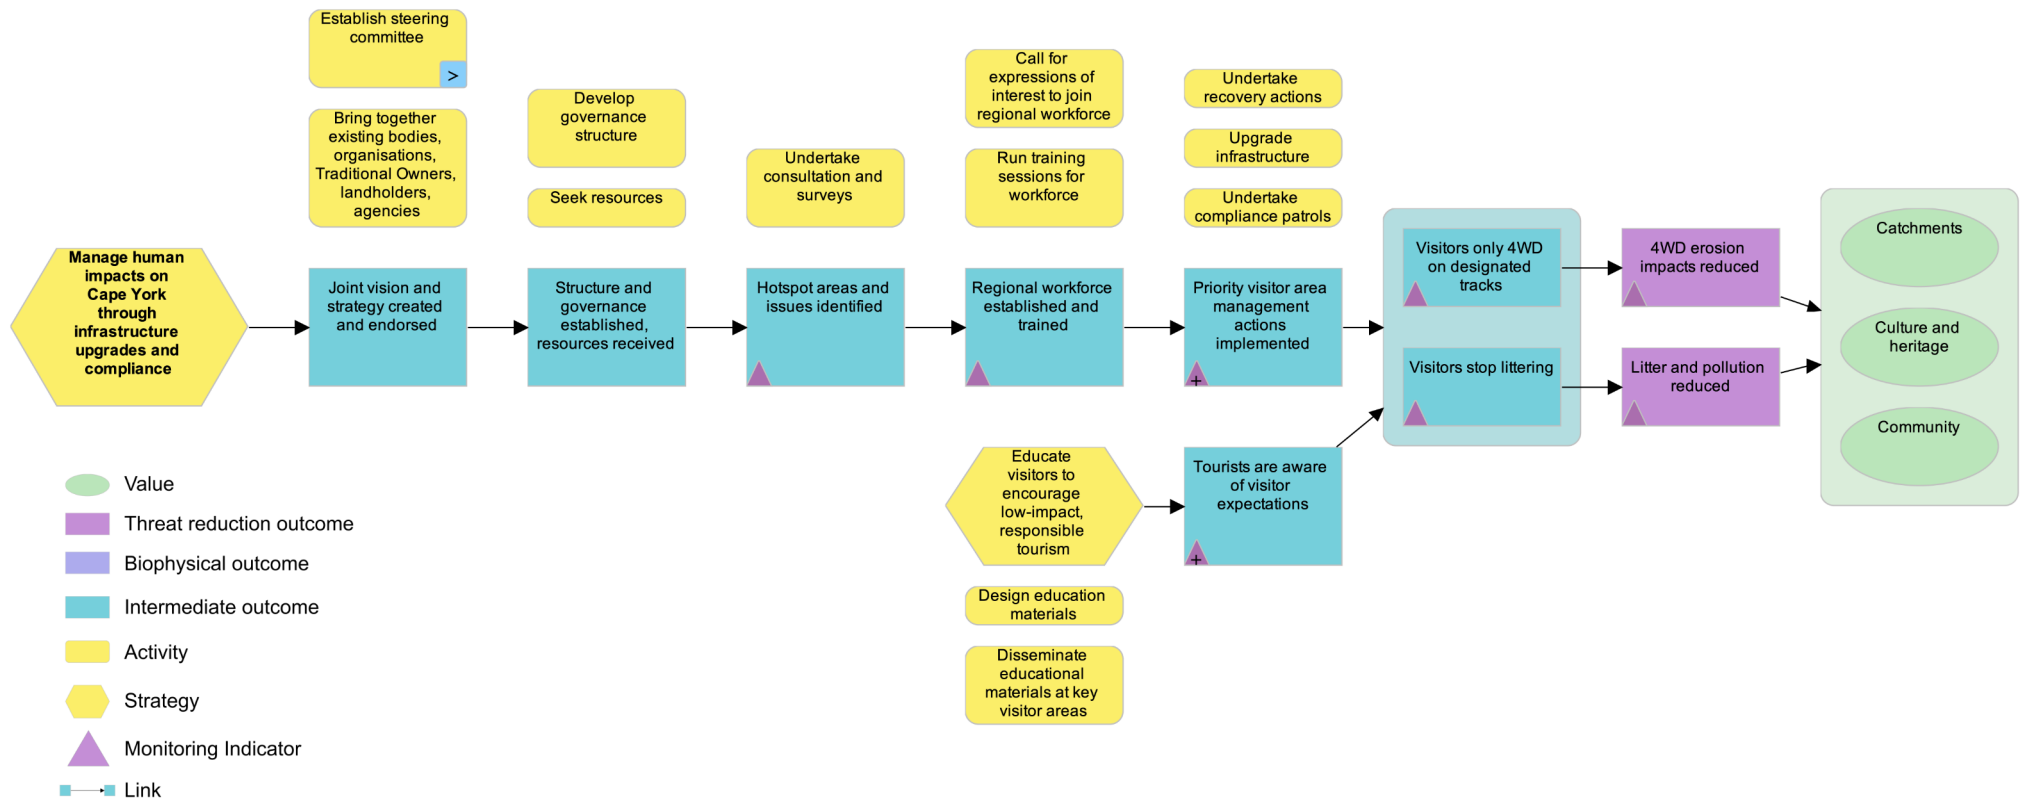 Establish steering
committee
>
Bring together
existing bodies,
organisations,
Traditional Owners,
landholders,
agencies
Develop
governance
structure
Seek resources
Undertake
consultation and
surveys
Call for
expressions of
interest to join
regional workforce
Run training
sessions for
workforce
Undertake
recovery actions
Upgrade
infrastructure
Undertake
compliance patrols
Manage human
impacts on
Cape York
through
infrastructure
upgrades and
compliance
Joint vision and
strategy created
and endorsed
Structure and
governance
established,
resources received
Hotspot areas and
issues identified
Regional workforce
established and
trained
Priority visitor area
management
actions
implemented
+
Visitors only 4WD
on designated
tracks
Visitors stop littering
4WD erosion
impacts reduced
Litter and pollution
reduced
Catchments
Culture and
heritage
Community
Educate
visitors to
encourage
low-impact,
responsible
tourism
Tourists are aware
of visitor
expectations
+
Design education
materials
Disseminate
educational
materials at key
visitor areas
Value
Threat reduction outcome
Biophysical outcome
Intermediate outcome
Activity
Strategy
Monitoring Indicator
Link